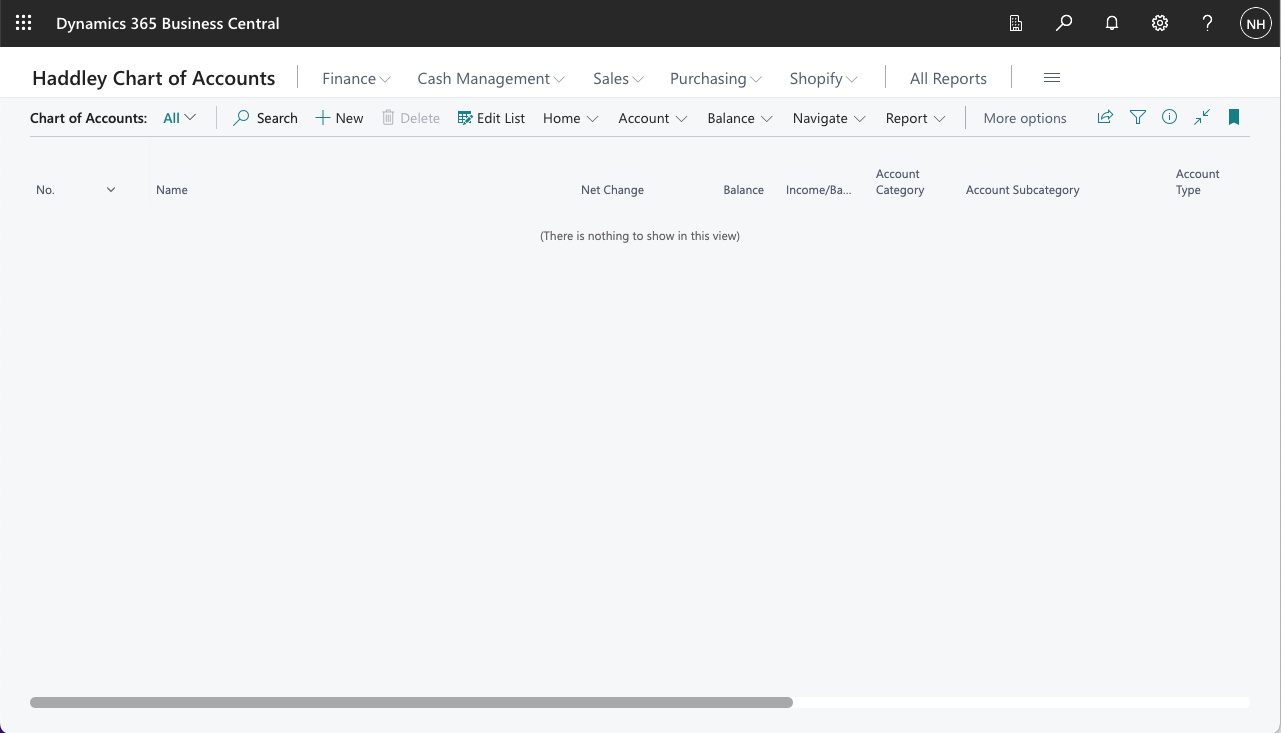 Dynamics 365 Business Central
NH
Haddley Chart of Accounts Finance Cash Management Sales Purchasing Shopify All Reports
Chart of Accounts: All Search New Delete Edit List Home Account Balance Navigate Report More options
No. Name Net Change Balance Income/Ba... Account Category Account Subcategory Account Type
(There is nothing to show in this view)